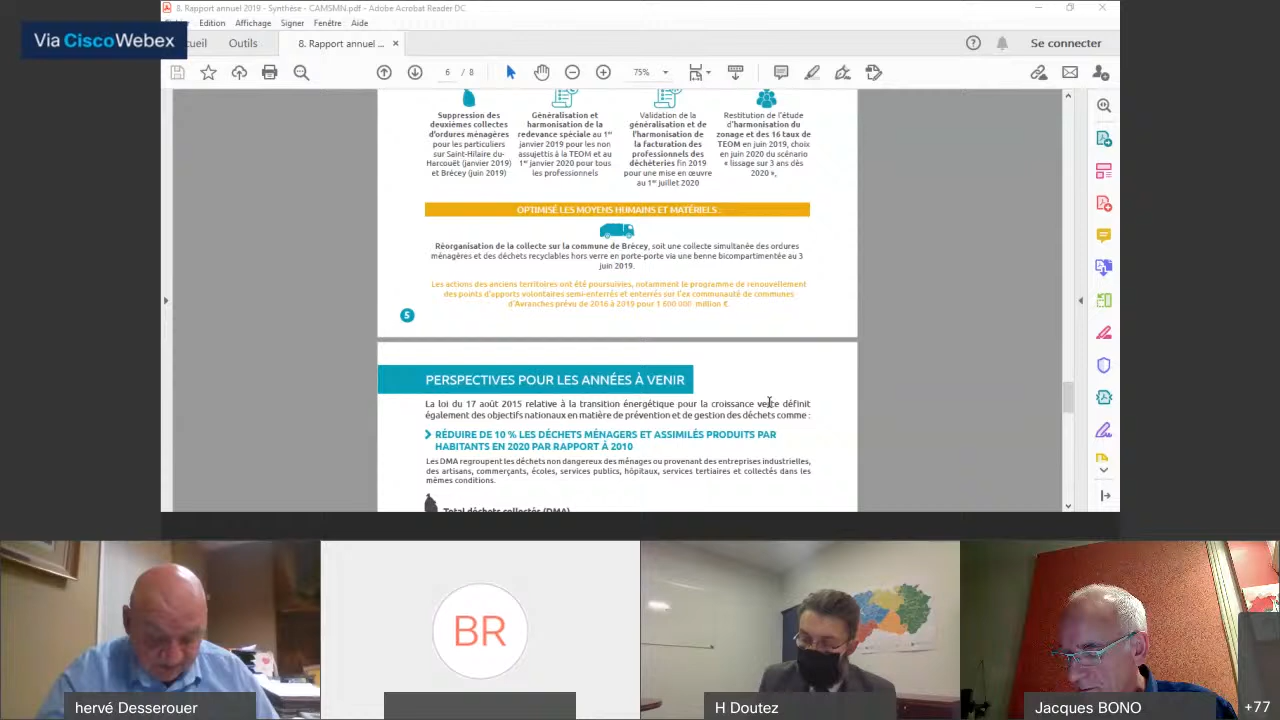 8. Rapport annuel 2019 - Synthèse - CAMSMN.pdf - Adobe Acrobat Reader DC
Edition Affichage Signer Fenêtre Aide
Via CiscoWebex
cueil Outils 8. Rapport annuel ... × Se connecter
6 / 8 75%
Suppression des
deuxièmes collectes
d'ordures ménagères
pour les particuliers
sur Saint-Hilaire du-
Harcouët (janvier 2019)
et Brécey (juin 2019)
Généralisation et
harmonisation de la
redevance spéciale au 1er
janvier 2019 pour les non
assujettis à la TEOM et au
1er janvier 2020 pour tous
les professionnels
Validation de la
généralisation et de
l'harmonisation de
la facturation des
professionnels des
déchèteries fin 2019
pour une mise en œuvre
au 1er juillet 2020
Restitution de l'étude
d'harmonisation du
zonage et des 16 taux de
TEOM en juin 2019, choix
en juin 2020 du scénario
« lissage sur 3 ans dès
2020 »,
OPTIMISÉ LES MOYENS HUMAINS ET MATÉRIELS :
Réorganisation de la collecte sur la commune de Brécey, soit une collecte simultanée des ordures
ménagères et des déchets recyclables hors verre en porte-porte via une benne bicompartimentée au 3
juin 2019.
Les actions des anciens territoires ont été poursuivies, notamment le programme de renouvellement
des points d'apports volontaires semi-enterrés et enterrés sur l'ex communauté de communes
d'Avranches prévu de 2016 à 2019 pour 1 600 000 million €.
5
PERSPECTIVES POUR LES ANNÉES À VENIR
La loi du 17 août 2015 relative à la transition énergétique pour la croissance verte définit
également des objectifs nationaux en matière de prévention et de gestion des déchets comme :
RÉDUIRE DE 10 % LES DÉCHETS MÉNAGERS ET ASSIMILÉS PRODUITS PAR
HABITANTS EN 2020 PAR RAPPORT À 2010
Les DMA regroupent les déchets non dangereux des ménages ou provenant des entreprises industrielles,
des artisans, commerçants, écoles, services publics, hôpitaux, services tertiaires et collectés dans les
mêmes conditions.
Total déchets collectés (DMA)
BR
hervé Desserouer
H Doutez
Jacques BONO
+77